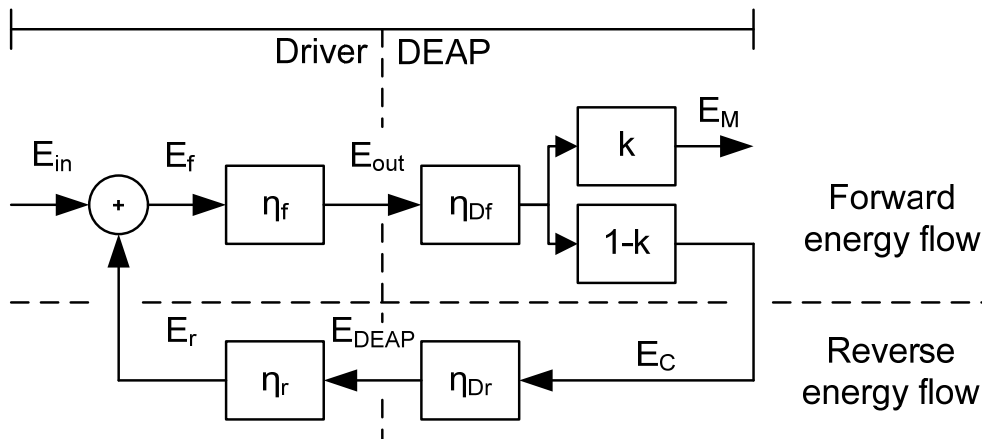 Driver DEAP
E_in
E_f
η_f
E_out
η_Df
k
E_M
+
1-k
Forward
energy flow
E_r
η_r
E_DEAP
η_Dr
E_C
Reverse
energy flow